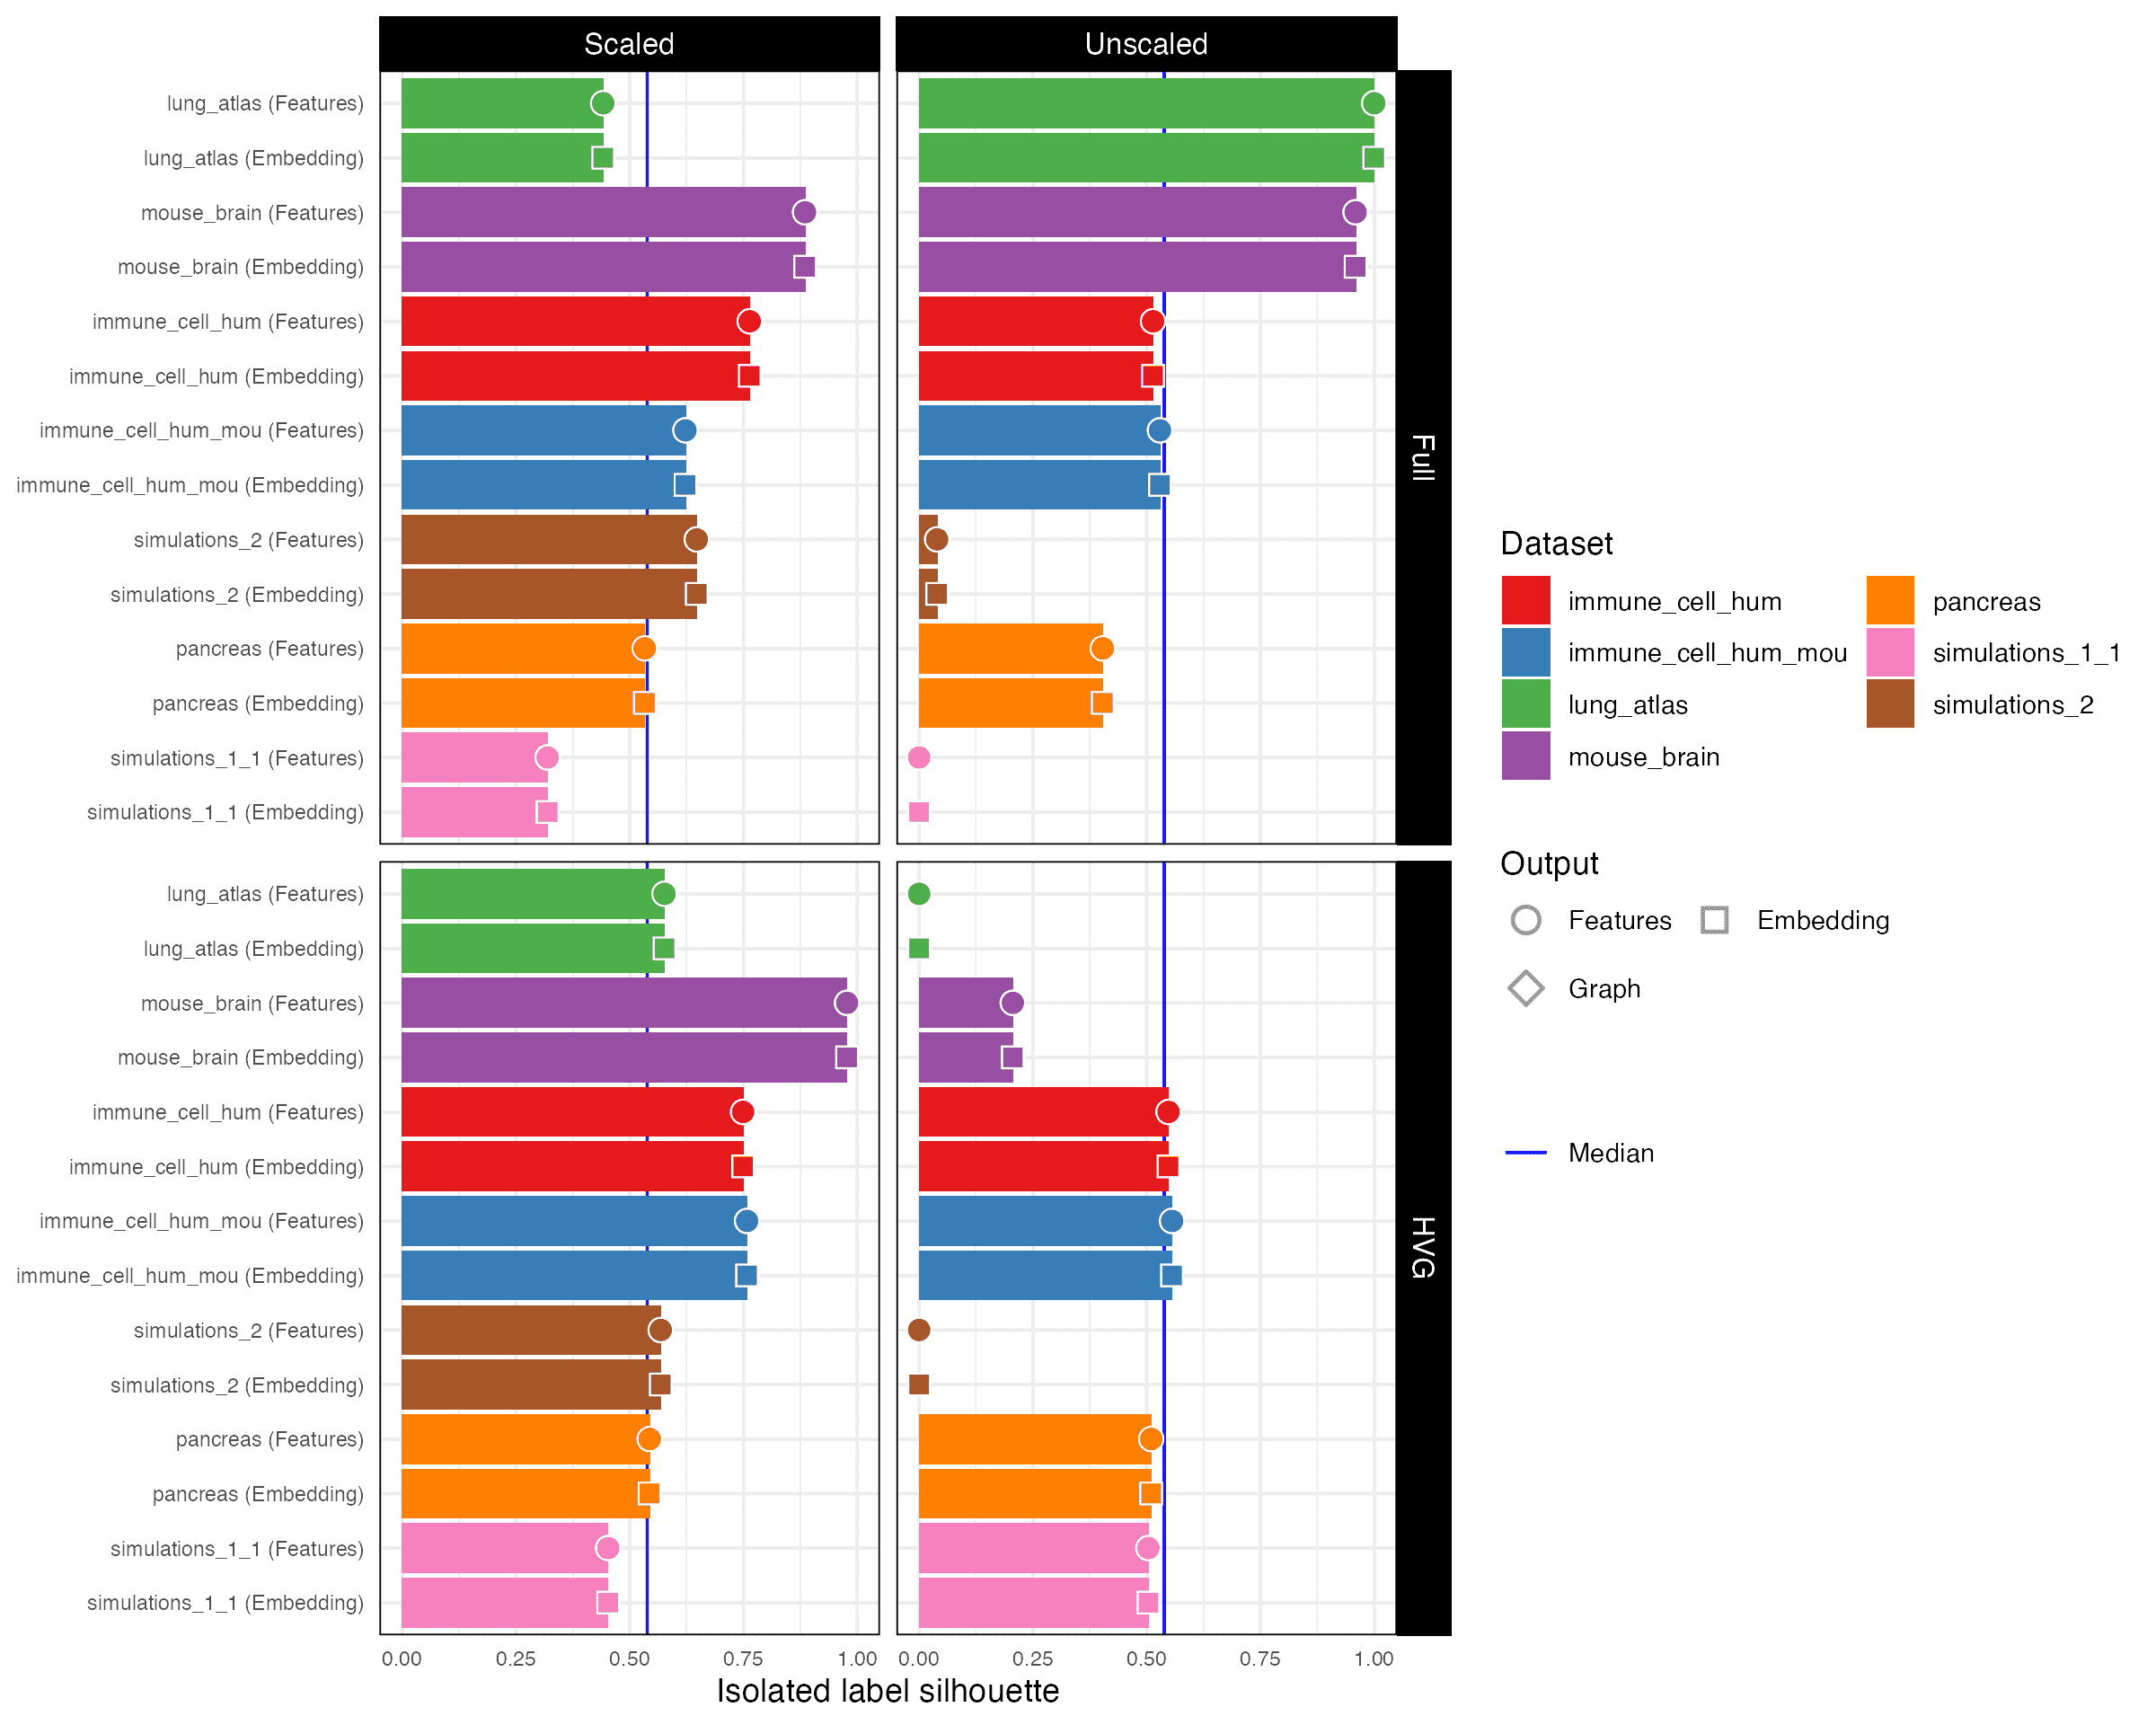 Scaled
Unscaled
lung_atlas (Features)
lung_atlas (Embedding)
mouse_brain (Features)
mouse_brain (Embedding)
immune_cell_hum (Features)
immune_cell_hum (Embedding)
immune_cell_hum_mou (Features)
immune_cell_hum_mou (Embedding)
simulations_2 (Features)
simulations_2 (Embedding)
pancreas (Features)
pancreas (Embedding)
simulations_1_1 (Features)
simulations_1_1 (Embedding)
Full
lung_atlas (Features)
lung_atlas (Embedding)
mouse_brain (Features)
mouse_brain (Embedding)
immune_cell_hum (Features)
immune_cell_hum (Embedding)
immune_cell_hum_mou (Features)
immune_cell_hum_mou (Embedding)
simulations_2 (Features)
simulations_2 (Embedding)
pancreas (Features)
pancreas (Embedding)
simulations_1_1 (Features)
simulations_1_1 (Embedding)
HVG
0.00 0.25 0.50 0.75 1.00
0.00 0.25 0.50 0.75 1.00
Isolated label silhouette
Dataset
immune_cell_hum
immune_cell_hum_mou
lung_atlas
mouse_brain
pancreas
simulations_1_1
simulations_2
Output
Features
Embedding
Graph
Median